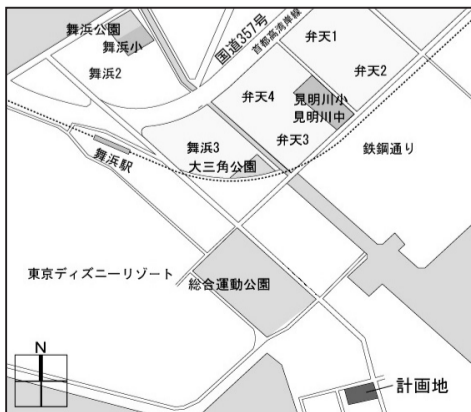 舞浜公園
舞浜小
舞浜2
国道357号
首都高湾岸線
弁天1
弁天2
弁天4
見明川小
見明川中
弁天3
舞浜3
大三角公園
鉄鋼通り
舞浜駅
東京ディズニーリゾート
総合運動公園
N
計画地